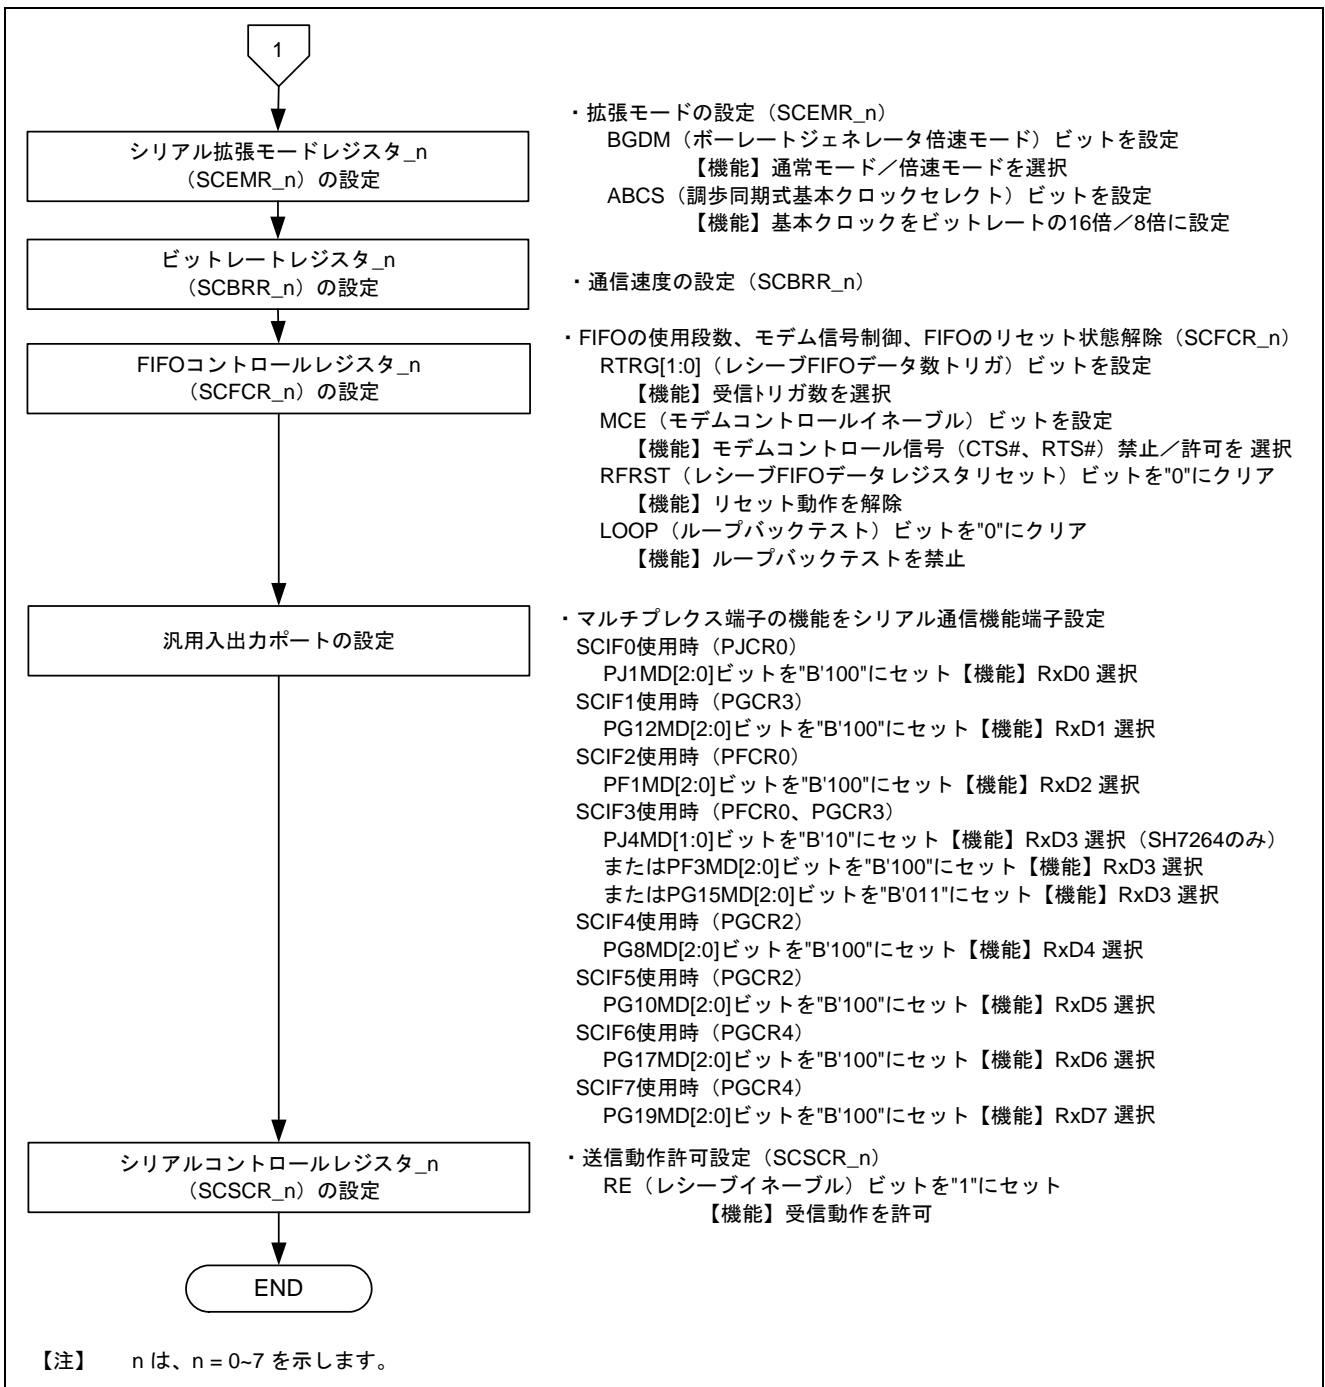 1
シリアル拡張モードレジスタ_n
（SCEMR_n）の設定
・拡張モードの設定（SCEMR_n）
BGDM（ボーレートジェネレータ倍速モード）ビットを設定
【機能】通常モード／倍速モードを選択
ABCS（調歩同期式基本クロックセレクト）ビットを設定
【機能】基本クロックをビットレートの16倍／8倍に設定
ビットレートレジスタ_n
（SCBRR_n）の設定
・通信速度の設定（SCBRR_n）
FIFOコントロールレジスタ_n
（SCFCR_n）の設定
・FIFOの使用段数、モデム信号制御、FIFOのリセット状態解除（SCFCR_n）
RTRG[1:0]（レシーブFIFOデータ数トリガ）ビットを設定
【機能】受信ﾄリガ数を選択
MCE（モデムコントロールイネーブル）ビットを設定
【機能】モデムコントロール信号（CTS#、RTS#）禁止／許可を 選択
RFRST（レシーブFIFOデータレジスタリセット）ビットを"0"にクリア
【機能】リセット動作を解除
LOOP（ループバックテスト）ビットを"0"にクリア
【機能】ループバックテストを禁止
汎用入出力ポートの設定
・マルチプレクス端子の機能をシリアル通信機能端子設定
SCIF0使用時（PJCR0）
PJ1MD[2:0]ビットを"B'100"にセット【機能】RxD0 選択
SCIF1使用時（PGCR3）
PG12MD[2:0]ビットを"B'100"にセット【機能】RxD1 選択
SCIF2使用時（PFCR0）
PF1MD[2:0]ビットを"B'100"にセット【機能】RxD2 選択
SCIF3使用時（PFCR0、PGCR3）
PJ4MD[1:0]ビットを"B'10"にセット【機能】RxD3 選択（SH7264のみ）
またはPF3MD[2:0]ビットを"B'100"にセット【機能】RxD3 選択
またはPG15MD[2:0]ビットを"B'011"にセット【機能】RxD3 選択
SCIF4使用時（PGCR2）
PG8MD[2:0]ビットを"B'100"にセット【機能】RxD4 選択
SCIF5使用時（PGCR2）
PG10MD[2:0]ビットを"B'100"にセット【機能】RxD5 選択
SCIF6使用時（PGCR4）
PG17MD[2:0]ビットを"B'100"にセット【機能】RxD6 選択
SCIF7使用時（PGCR4）
PG19MD[2:0]ビットを"B'100"にセット【機能】RxD7 選択
シリアルコントロールレジスタ_n
（SCSCR_n）の設定
・送信動作許可設定（SCSCR_n）
RE（レシーブイネーブル）ビットを"1"にセット
【機能】受信動作を許可
END
【注】 n は、n = 0~7 を示します。